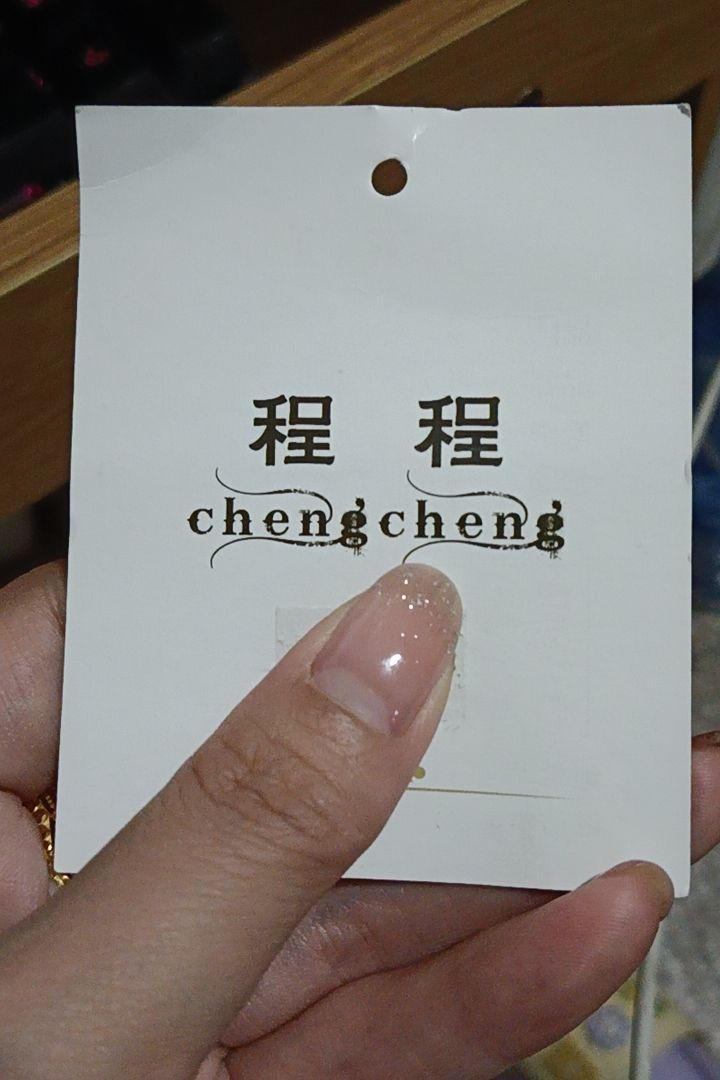 程 程
chengcheng